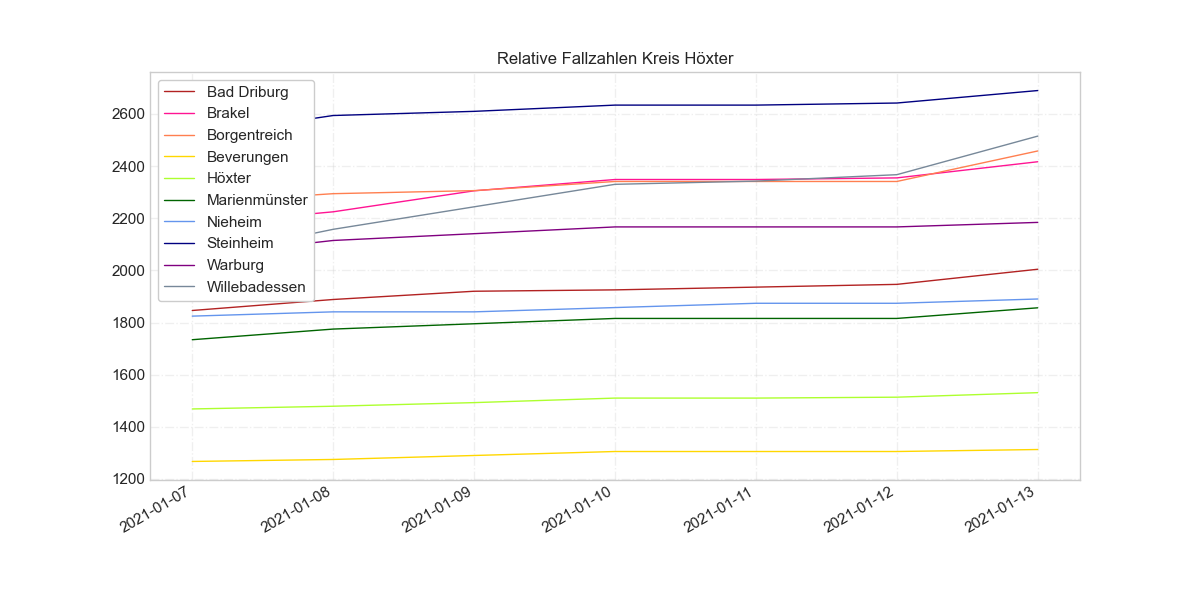 Relative Fallzahlen Kreis Höxter
Bad Driburg
Brakel
Borgentreich
Beverungen
Höxter
Marienmünster
Nieheim
Steinheim
Warburg
Willebadessen
2600
2400
2200
2000
1800
1600
1400
1200
2021-01-07
2021-01-08
2021-01-09
2021-01-10
2021-01-11
2021-01-12
2021-01-13